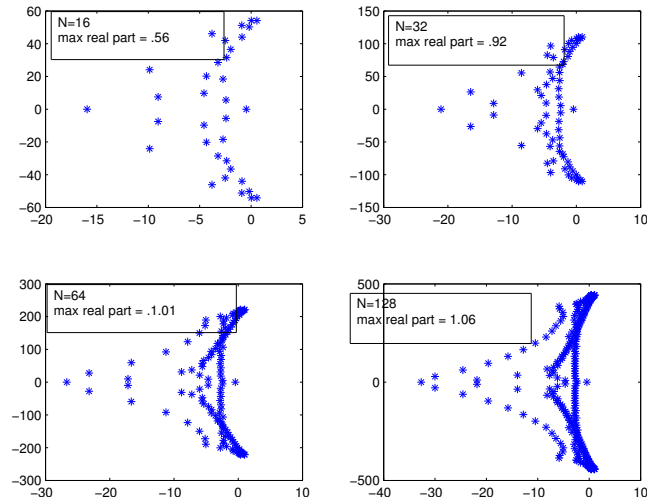 60
40
20
0
−20
−40
−60
−20 −15 −10 −5 0 5
N=16
max real part = .56
150
100
50
0
−50
−100
−150
−30 −20 −10 0 10
N=32
max real part = .92
300
200
100
0
−100
−200
−300
−30 −20 −10 0 10
N=64
max real part = .1.01
500
0
−500
−40 −30 −20 −10 0 10
N=128
max real part = 1.06